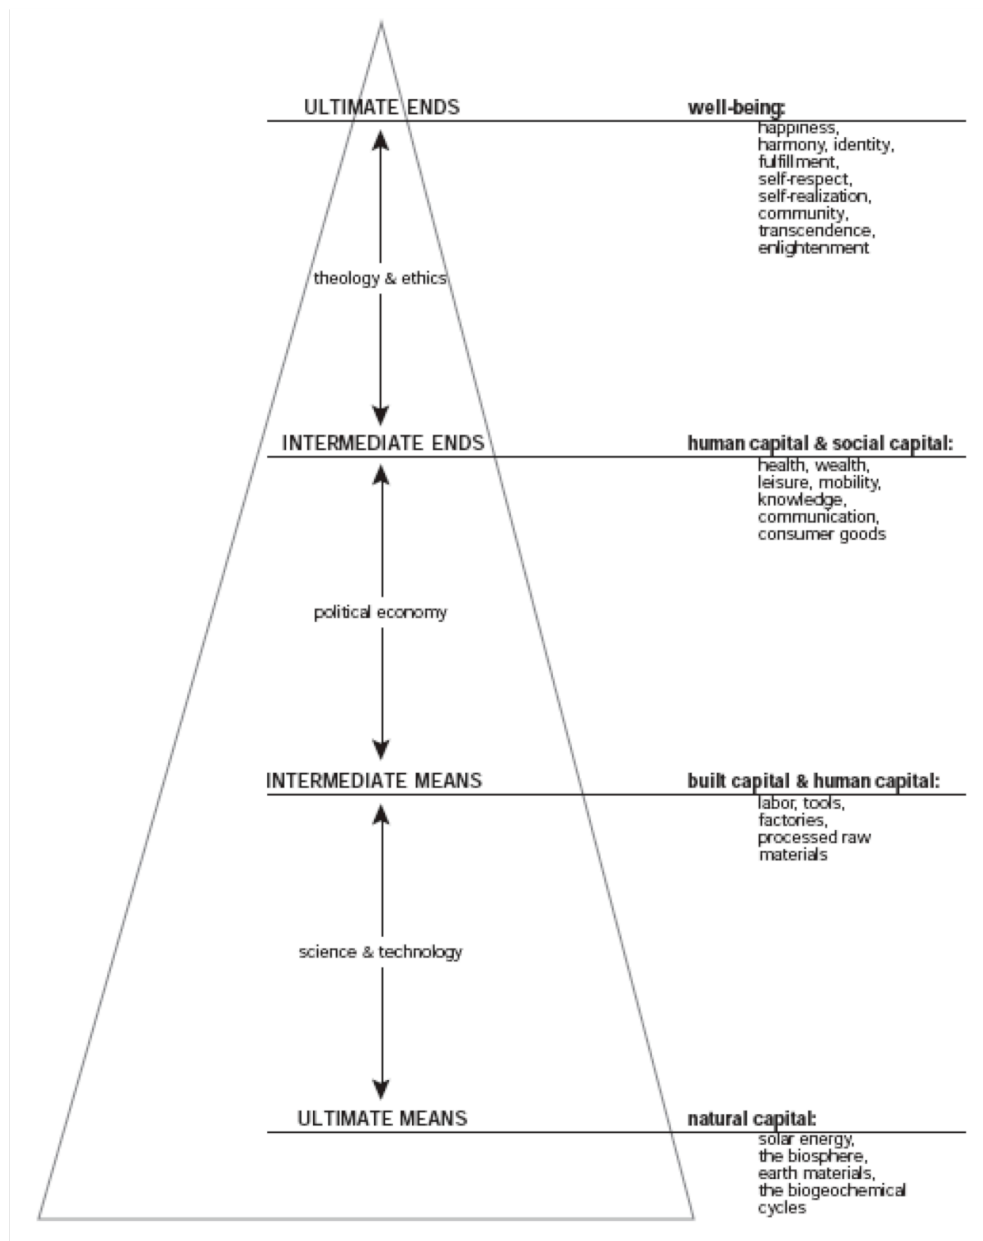 ULTIMATE ENDS
well-being:
happiness,
harmony, identity,
fulfillment,
self-respect,
self-realization,
community,
transcendence,
enlightenment
theology & ethics
INTERMEDIATE ENDS
human capital & social capital:
health, wealth,
leisure, mobility,
knowledge,
communication,
consumer goods
political economy
INTERMEDIATE MEANS
built capital & human capital:
labor, tools,
factories,
processed raw
materials
science & technology
ULTIMATE MEANS
natural capital:
solar energy,
the biosphere,
earth materials,
the biogeochemical
cycles